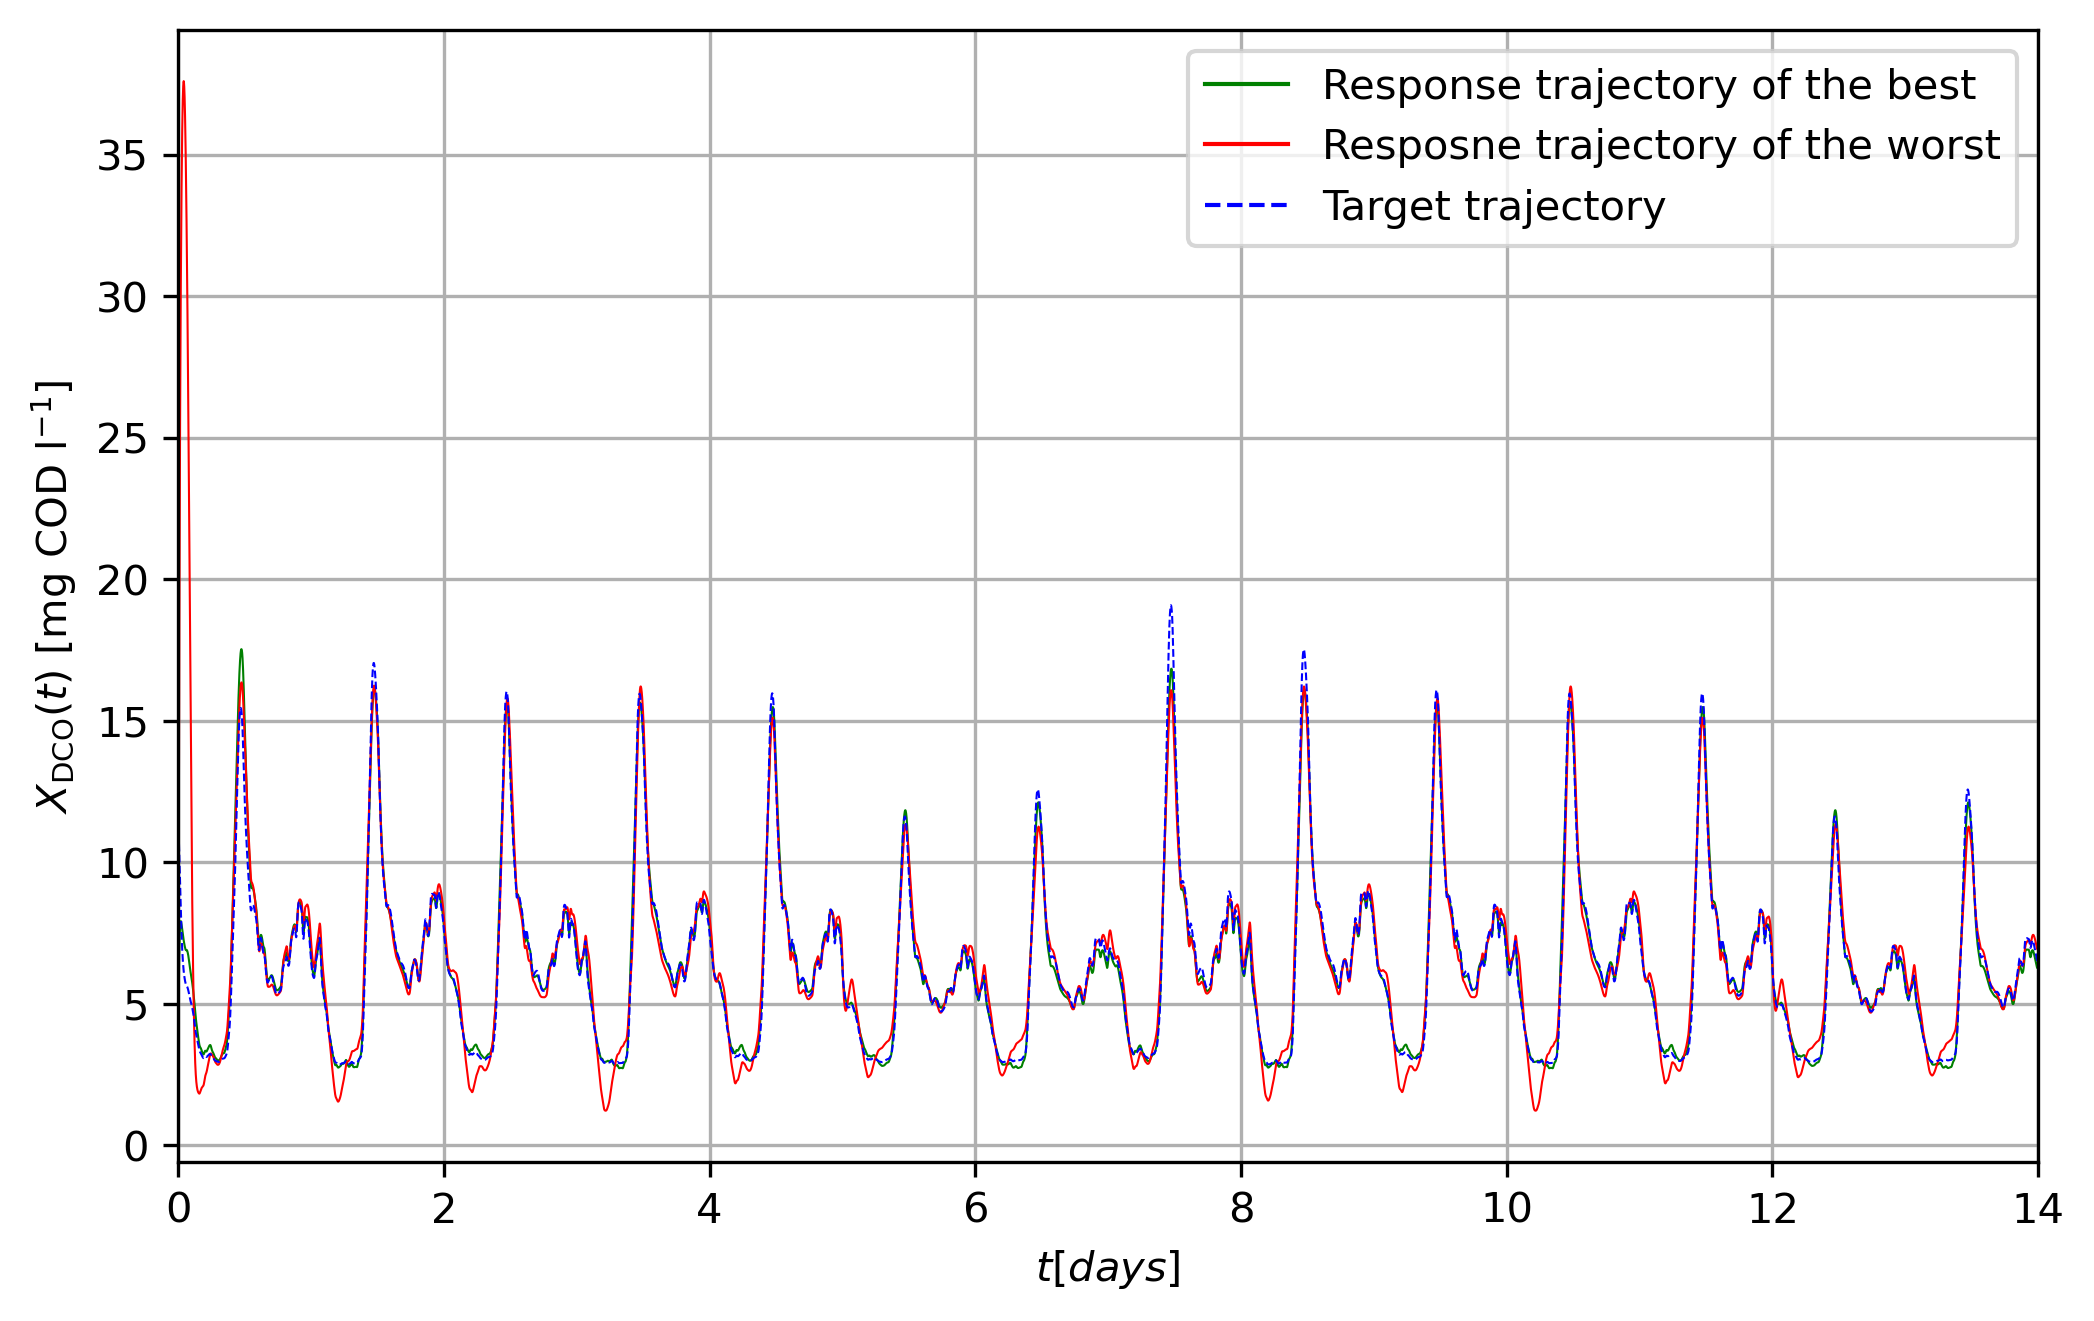 Response trajectory of the best
Resposne trajectory of the worst
Target trajectory
35
30
25
20
15
10
5
0
X_DCO(t) [mg COD l⁻¹]
0 2 4 6 8 10 12 14
t[days]